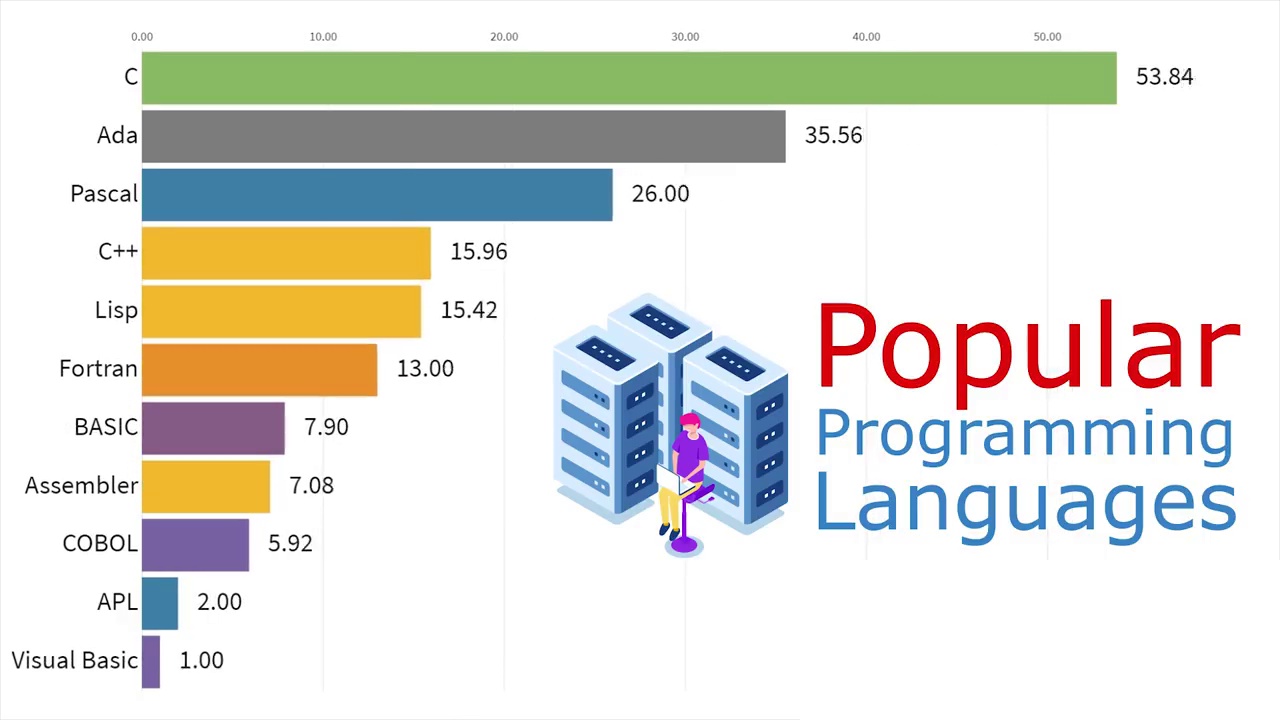 0.00 10.00 20.00 30.00 40.00 50.00
C 53.84
Ada 35.56
Pascal 26.00
C++ 15.96
Lisp 15.42
Fortran 13.00
BASIC 7.90
Assembler 7.08
COBOL 5.92
APL 2.00
Visual Basic 1.00
Popular
Programming
Languages